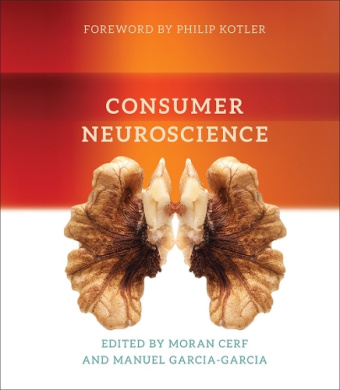 FOREWORD BY PHILIP KOTLER
CONSUMER
NEUROSCIENCE
EDITED BY MORAN CERF
AND MANUEL GARCIA-GARCIA